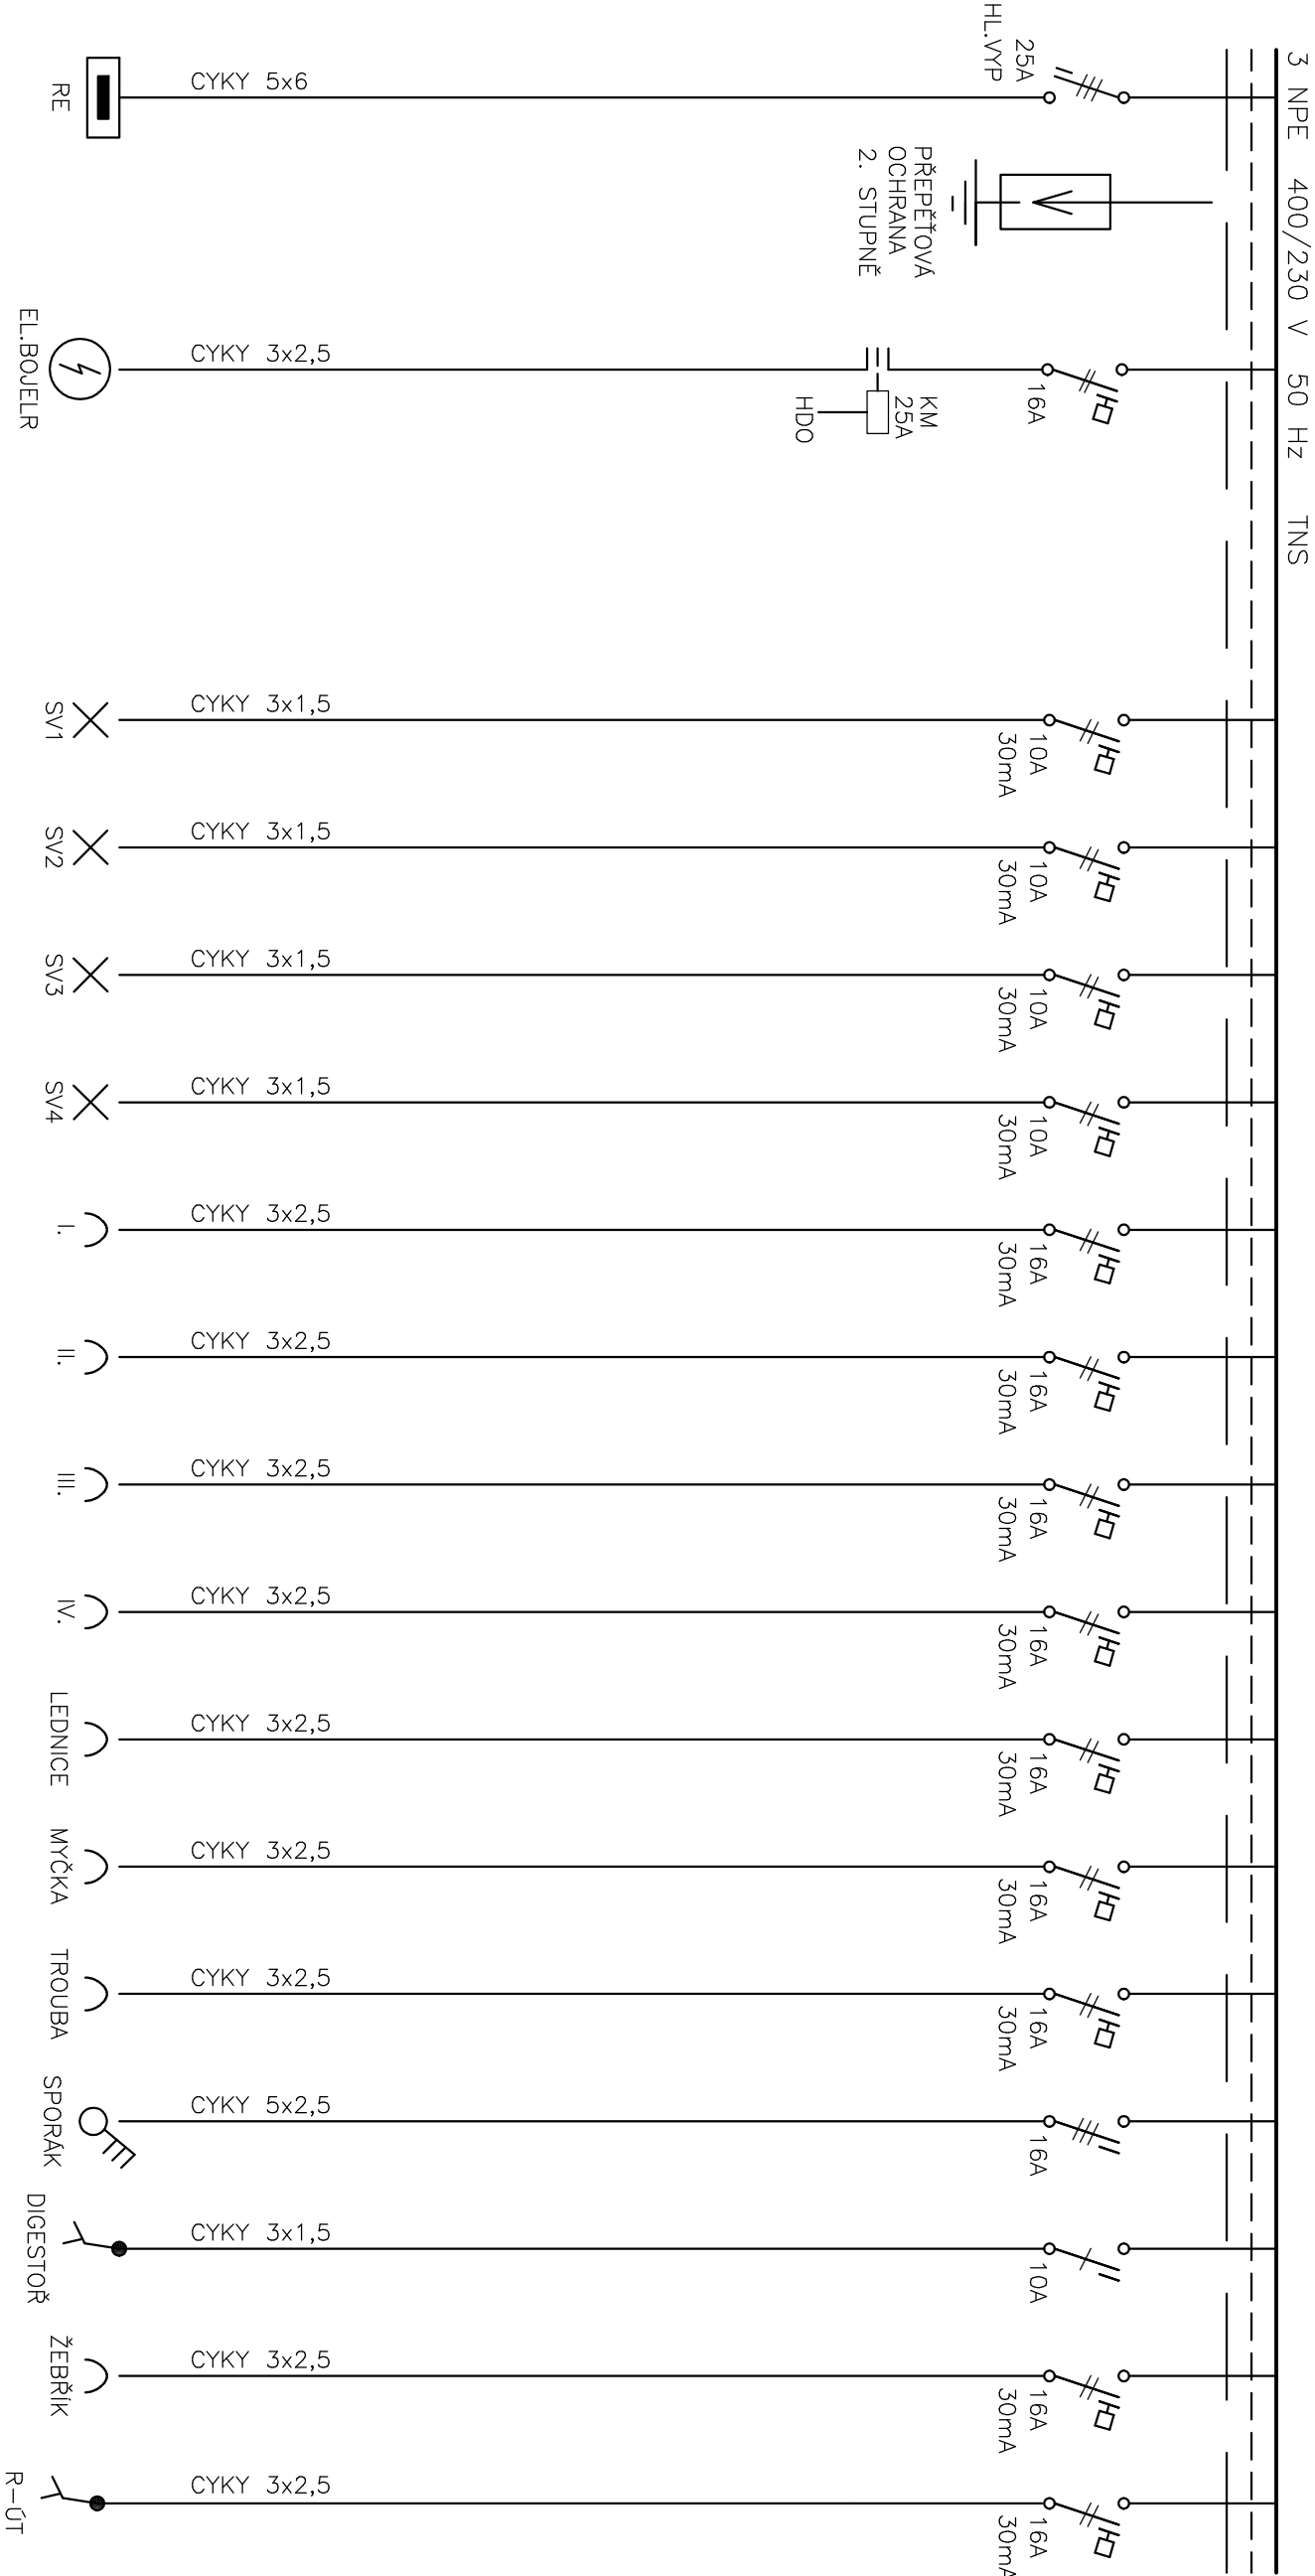 3 NPE 400/230 V 50 Hz TNS
25A
HL.VYP
CYKY 5x6
RE
PŘEPĚŤOVÁ
OCHRANA
2. STUPNĚ
16A
KM
25A
HDO
CYKY 3x2,5
EL.BOJELR
10A
30mA
CYKY 3x1,5
SV1
10A
30mA
CYKY 3x1,5
SV2
10A
30mA
CYKY 3x1,5
SV3
10A
30mA
CYKY 3x1,5
SV4
16A
30mA
CYKY 3x2,5
I.
16A
30mA
CYKY 3x2,5
II.
16A
30mA
CYKY 3x2,5
III.
16A
30mA
CYKY 3x2,5
IV.
16A
30mA
CYKY 3x2,5
LEDNICE
16A
30mA
CYKY 3x2,5
MYČKA
16A
30mA
CYKY 3x2,5
TROUBA
16A
CYKY 5x2,5
SPORÁK
10A
CYKY 3x1,5
DIGESTOŘ
16A
30mA
CYKY 3x2,5
ŽEBŘÍK
16A
30mA
CYKY 3x2,5
R-ÚT